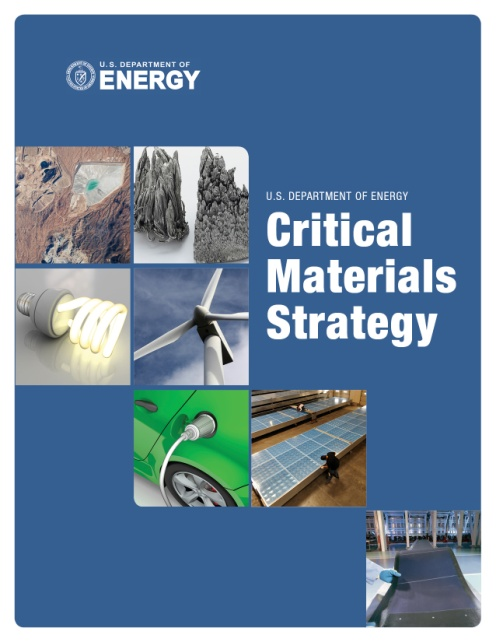 U.S. DEPARTMENT OF
ENERGY
U.S. DEPARTMENT OF ENERGY
Critical
Materials
Strategy